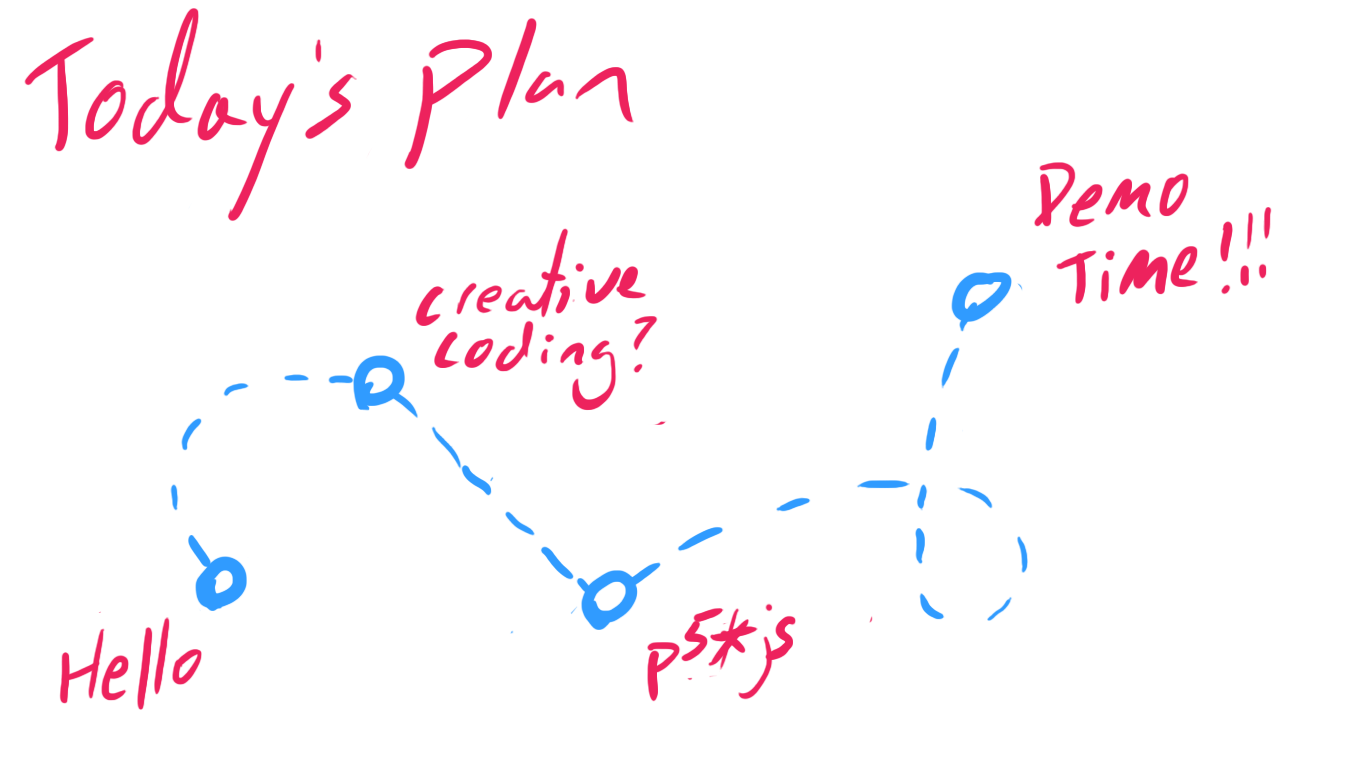 Today's Plan
Demo
Time!!!
creative
coding?
Hello
p5*js